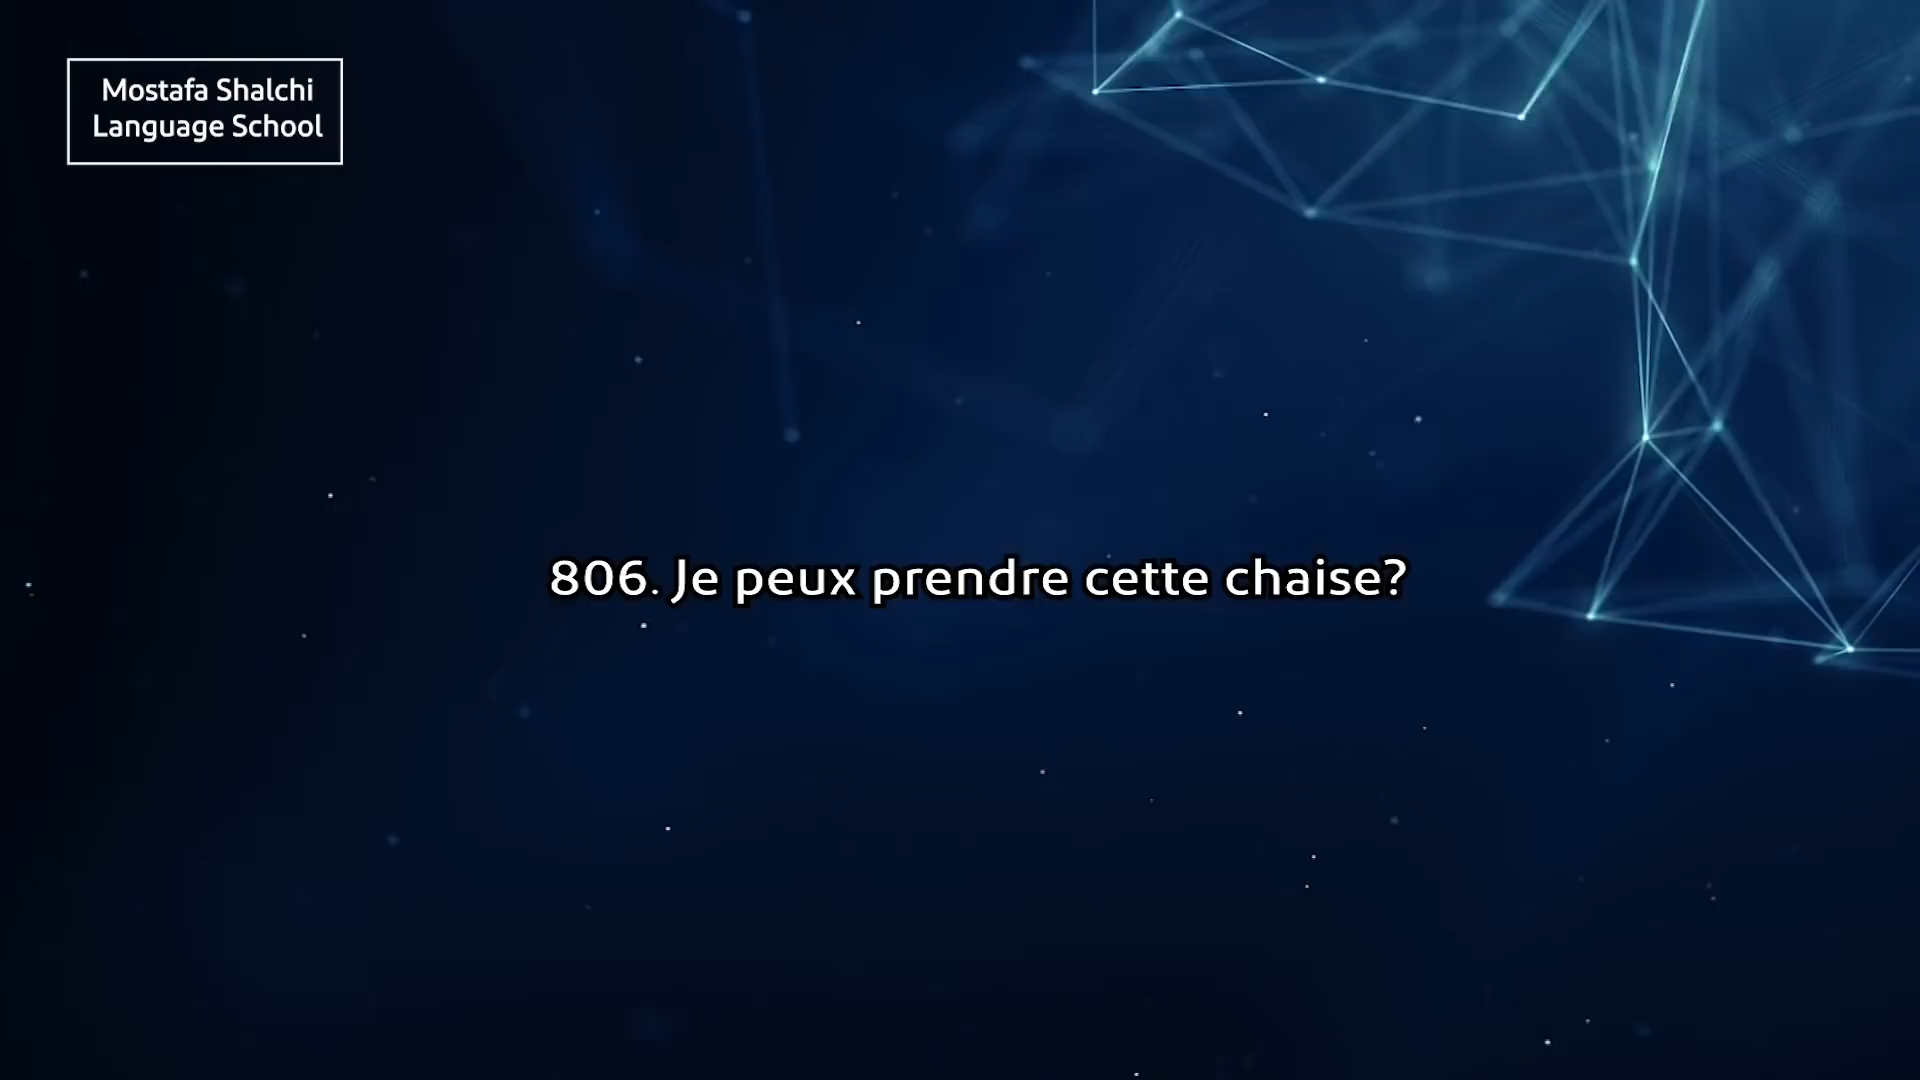 Mostafa Shalchi
Language School
806. Je peux prendre cette chaise?